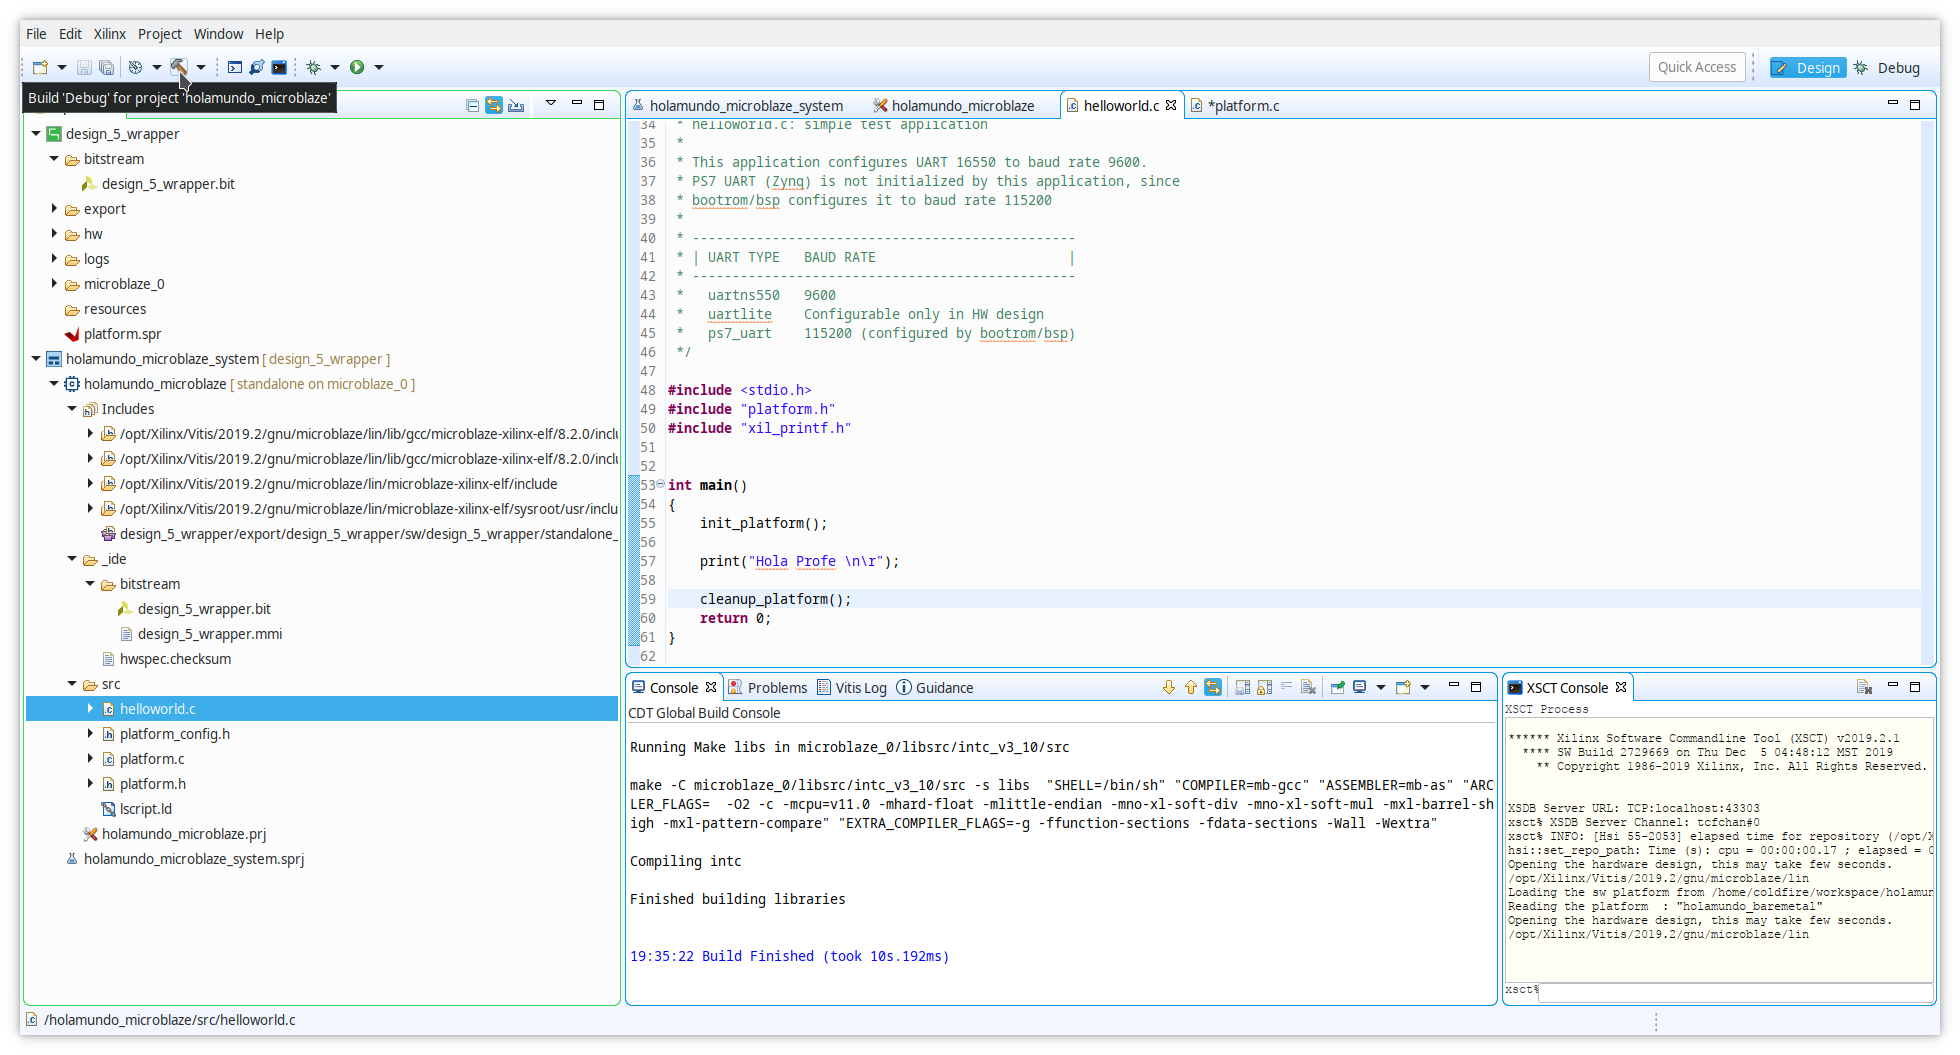 File Edit Xilinx Project Window Help
Quick Access Design Debug
Build 'Debug' for project 'holamundo_microblaze'
design_5_wrapper
bitstream
design_5_wrapper.bit
export
hw
logs
microblaze_0
resources
platform.spr
holamundo_microblaze_system [ design_5_wrapper ]
holamundo_microblaze [ standalone on microblaze_0 ]
Includes
/opt/Xilinx/Vitis/2019.2/gnu/microblaze/lin/lib/gcc/microblaze-xilinx-elf/8.2.0/incl
/opt/Xilinx/Vitis/2019.2/gnu/microblaze/lin/lib/gcc/microblaze-xilinx-elf/8.2.0/incl
/opt/Xilinx/Vitis/2019.2/gnu/microblaze/lin/microblaze-xilinx-elf/include
/opt/Xilinx/Vitis/2019.2/gnu/microblaze/lin/microblaze-xilinx-elf/sysroot/usr/inclu
design_5_wrapper/export/design_5_wrapper/sw/design_5_wrapper/standalone_
_ide
bitstream
design_5_wrapper.bit
design_5_wrapper.mmi
hwspec.checksum
src
helloworld.c
platform_config.h
platform.c
platform.h
lscript.ld
holamundo_microblaze.prj
holamundo_microblaze_system.sprj
holamundo_microblaze_system holamundo_microblaze helloworld.c *platform.c
34 * helloworld.c: simple test application
35 *
36 * This application configures UART 16550 to baud rate 9600.
37 * PS7 UART (Zynq) is not initialized by this application, since
38 * bootrom/bsp configures it to baud rate 115200
39 *
40 * ------------------------------------------------
41 * | UART TYPE   BAUD RATE                        |
42 * ------------------------------------------------
43 *   uartns550   9600
44 *   uartlite    Configurable only in HW design
45 *   ps7_uart    115200 (configured by bootrom/bsp)
46 */
47
48 #include <stdio.h>
49 #include "platform.h"
50 #include "xil_printf.h"
51
52
53 int main()
54 {
55     init_platform();
56
57     print("Hola Profe \n\r");
58
59     cleanup_platform();
60     return 0;
61 }
62
Console Problems Vitis Log Guidance
CDT Global Build Console
Running Make libs in microblaze_0/libsrc/intc_v3_10/src
make -C microblaze_0/libsrc/intc_v3_10/src -s libs  "SHELL=/bin/sh" "COMPILER=mb-gcc" "ASSEMBLER=mb-as" "ARC
LER_FLAGS=  -O2 -c -mcpu=v11.0 -mhard-float -mlittle-endian -mno-xl-soft-div -mno-xl-soft-mul -mxl-barrel-sh
igh -mxl-pattern-compare" "EXTRA_COMPILER_FLAGS=-g -ffunction-sections -fdata-sections -Wall -Wextra"
Compiling intc
Finished building libraries
19:35:22 Build Finished (took 10s.192ms)
XSCT Console
XSCT Process
****** Xilinx Software Commandline Tool (XSCT) v2019.2.1
**** SW Build 2729669 on Thu Dec  5 04:48:12 MST 2019
** Copyright 1986-2019 Xilinx, Inc. All Rights Reserved.
XSDB Server URL: TCP:localhost:43303
xsct% XSDB Server Channel: tcfchan#0
xsct% INFO: [Hsi 55-2053] elapsed time for repository (/opt/X
hsi::set_repo_path: Time (s): cpu = 00:00:00.17 ; elapsed = 0
Opening the hardware design, this may take few seconds.
/opt/Xilinx/Vitis/2019.2/gnu/microblaze/lin
Loading the sw platform from /home/coldfire/workspace/holamun
Reading the platform  : "holamundo_baremetal"
Opening the hardware design, this may take few seconds.
/opt/Xilinx/Vitis/2019.2/gnu/microblaze/lin
xsct%
/holamundo_microblaze/src/helloworld.c